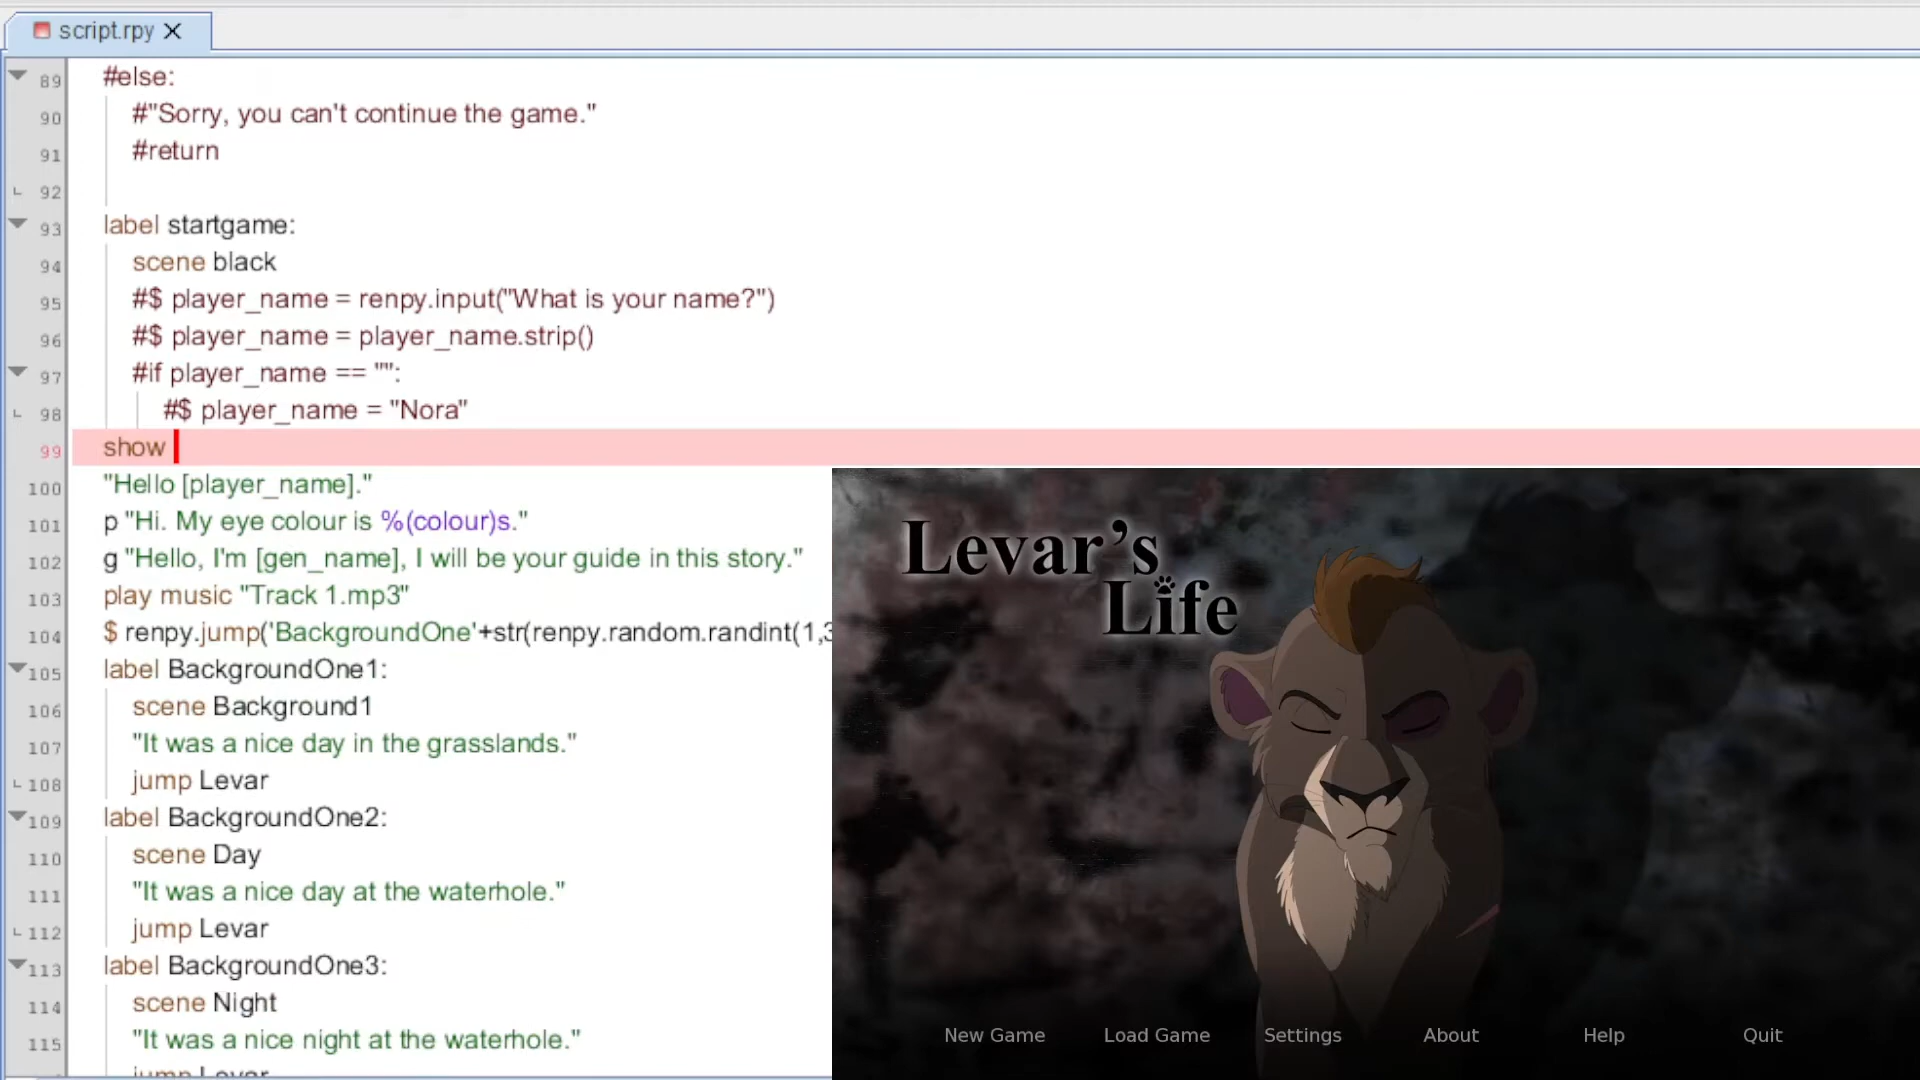 script.rpy
89 #else:
90 #"Sorry, you can't continue the game."
91 #return
92
93 label startgame:
94 scene black
95 #$ player_name = renpy.input("What is your name?")
96 #$ player_name = player_name.strip()
97 #if player_name == "":
98 #$ player_name = "Nora"
99 show
100 "Hello [player_name]."
101 p "Hi. My eye colour is %(colour)s."
102 g "Hello, I'm [gen_name], I will be your guide in this story."
103 play music "Track 1.mp3"
104 $ renpy.jump('BackgroundOne'+str(renpy.random.randint(1,3
105 label BackgroundOne1:
106 scene Background1
107 "It was a nice day in the grasslands."
108 jump Levar
109 label BackgroundOne2:
110 scene Day
111 "It was a nice day at the waterhole."
112 jump Levar
113 label BackgroundOne3:
114 scene Night
115 "It was a nice night at the waterhole."
jump Levar
Levar's
Life
New Game Load Game Settings About Help Quit